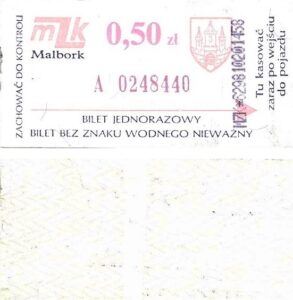 ZACHOWAĆ DO KONTROLI
mzk
Malbork
0,50 zł
A 0248440
BILET JEDNORAZOWY
BILET BEZ ZNAKU WODNEGO NIEWAŻNY
Tu kasować
zaraz po wejściu
do pojazdu